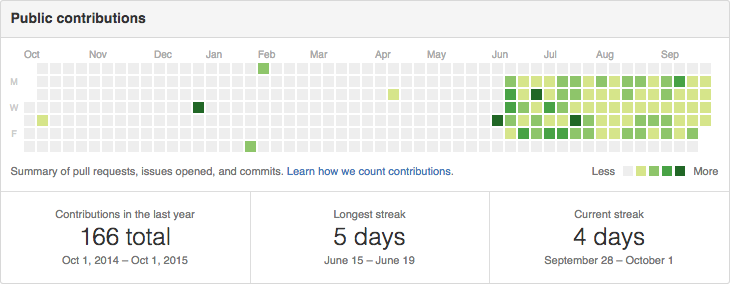 Public contributions
Oct Nov Dec Jan Feb Mar Apr May Jun Jul Aug Sep
M
W
F
Summary of pull requests, issues opened, and commits. Learn how we count contributions. Less More
Contributions in the last year
166 total
Oct 1, 2014 – Oct 1, 2015
Longest streak
5 days
June 15 – June 19
Current streak
4 days
September 28 – October 1